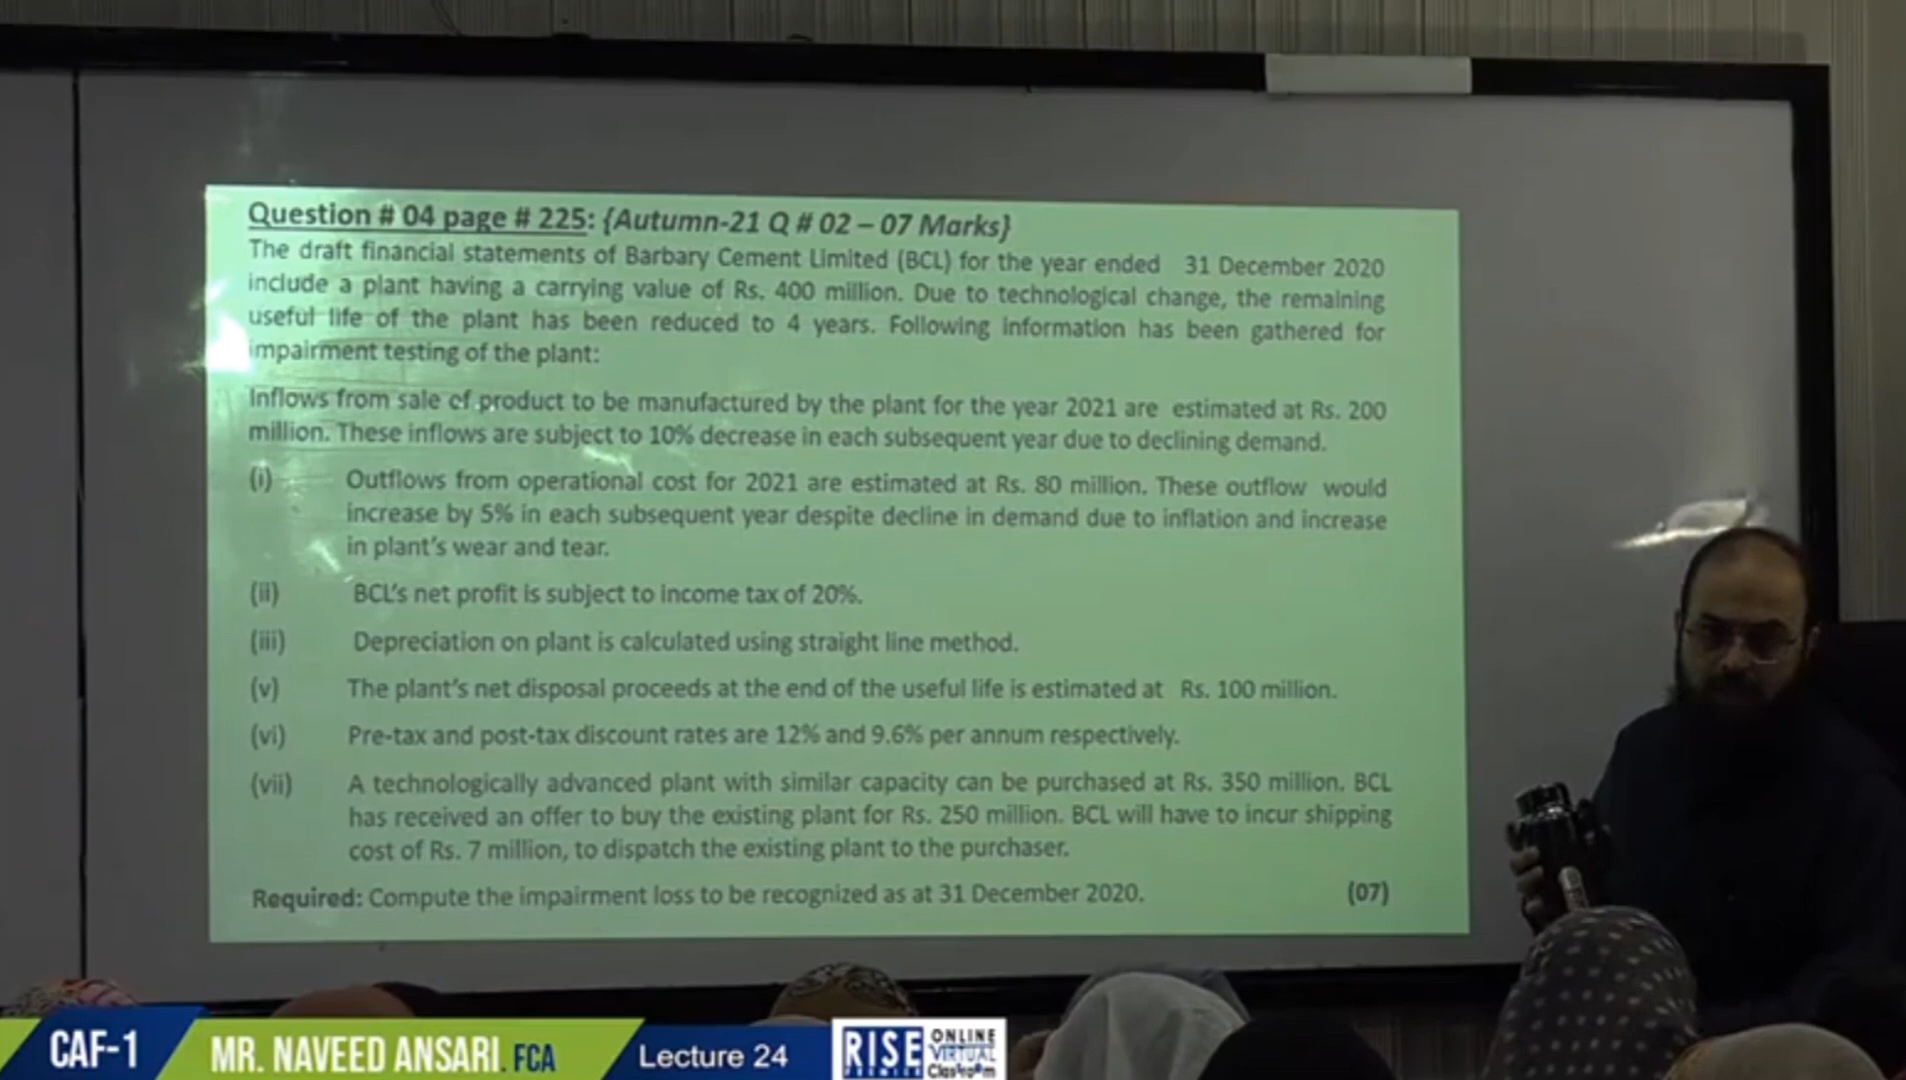 Question # 04 page # 225: {Autumn-21 Q # 02 – 07 Marks}
The draft financial statements of Barbary Cement Limited (BCL) for the year ended 31 December 2020
include a plant having a carrying value of Rs. 400 million. Due to technological change, the remaining
useful life of the plant has been reduced to 4 years. Following information has been gathered for
impairment testing of the plant:
Inflows from sale of product to be manufactured by the plant for the year 2021 are estimated at Rs. 200
million. These inflows are subject to 10% decrease in each subsequent year due to declining demand.
(i) Outflows from operational cost for 2021 are estimated at Rs. 80 million. These outflow would
increase by 5% in each subsequent year despite decline in demand due to inflation and increase
in plant's wear and tear.
(ii) BCL's net profit is subject to income tax of 20%.
(iii) Depreciation on plant is calculated using straight line method.
(v) The plant's net disposal proceeds at the end of the useful life is estimated at Rs. 100 million.
(vi) Pre-tax and post-tax discount rates are 12% and 9.6% per annum respectively.
(vii) A technologically advanced plant with similar capacity can be purchased at Rs. 350 million. BCL
has received an offer to buy the existing plant for Rs. 250 million. BCL will have to incur shipping
cost of Rs. 7 million, to dispatch the existing plant to the purchaser.
Required: Compute the impairment loss to be recognized as at 31 December 2020. (07)
CAF-1 MR. NAVEED ANSARI. FCA Lecture 24 RISE ONLINE
VIRTUAL
Classroom